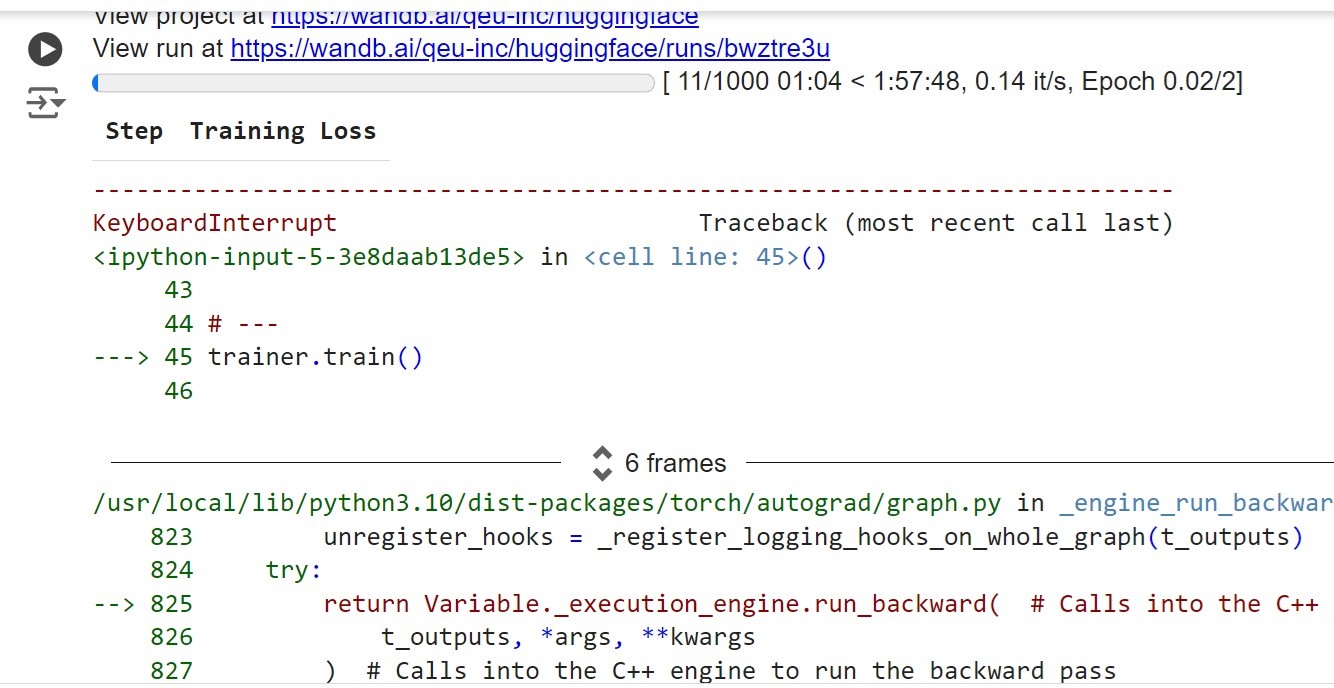 View project at https://wandb.ai/qeu-inc/huggingface
View run at https://wandb.ai/qeu-inc/huggingface/runs/bwztre3u
[ 11/1000 01:04 < 1:57:48, 0.14 it/s, Epoch 0.02/2]
Step Training Loss
---------------------------------------------------------------------------
KeyboardInterrupt                         Traceback (most recent call last)
<ipython-input-5-3e8daab13de5> in <cell line: 45>()
     43
     44 # ---
---> 45 trainer.train()
     46
6 frames
/usr/local/lib/python3.10/dist-packages/torch/autograd/graph.py in _engine_run_backwar
    823         unregister_hooks = _register_logging_hooks_on_whole_graph(t_outputs)
    824     try:
--> 825         return Variable._execution_engine.run_backward(  # Calls into the C++
    826             t_outputs, *args, **kwargs
    827         )  # Calls into the C++ engine to run the backward pass